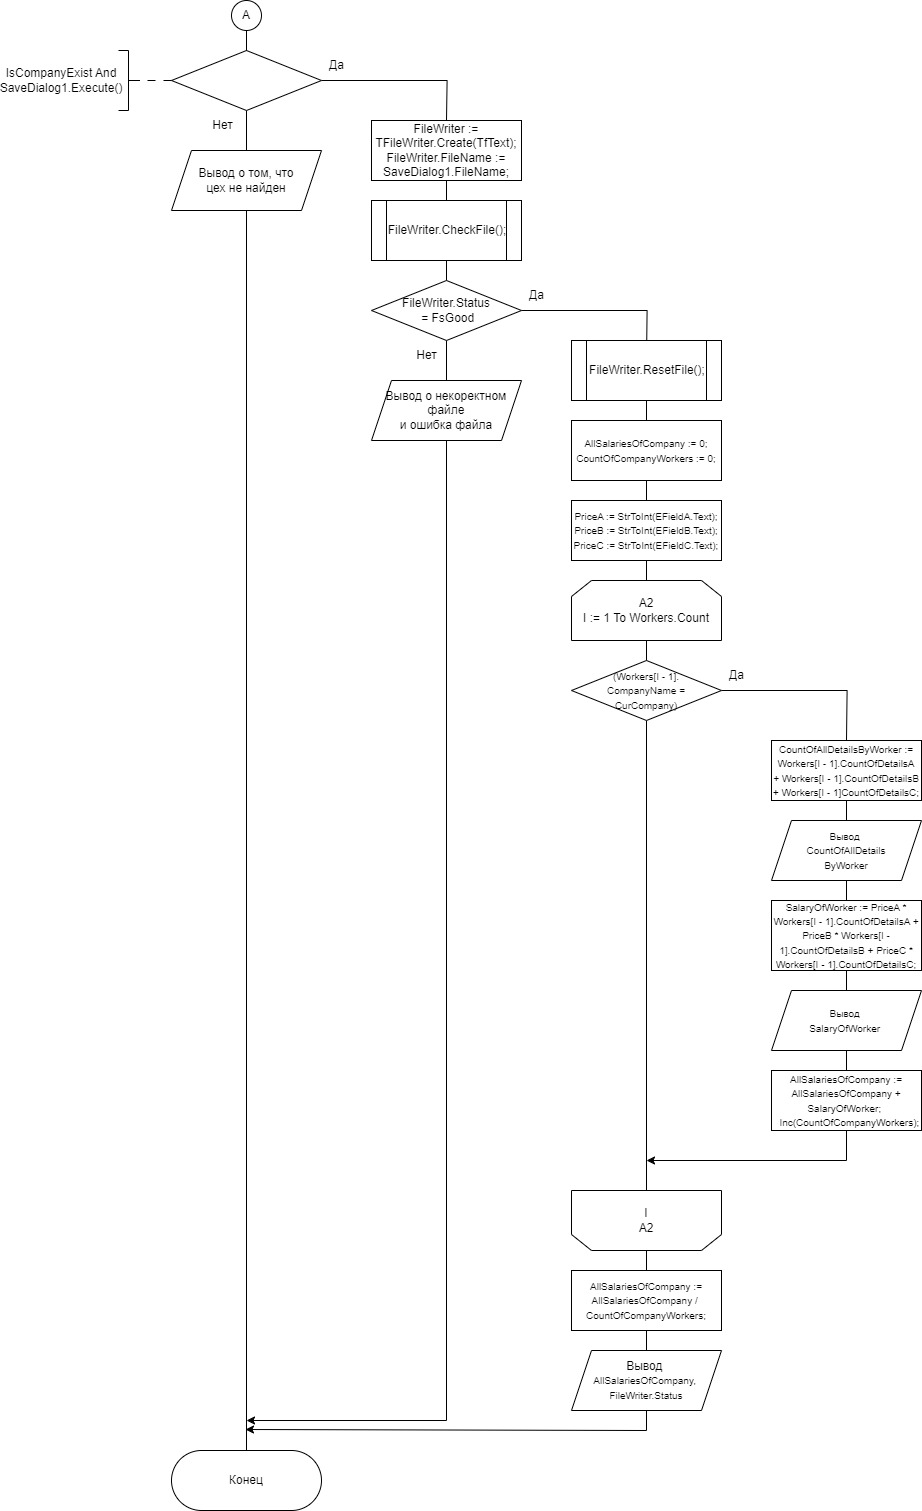 A
IsCompanyExist And
SaveDialog1.Execute()
Да
Нет
Вывод о том, что
цех не найден
FileWriter :=
TFileWriter.Create(TfText);
FileWriter.FileName :=
SaveDialog1.FileName;
FileWriter.CheckFile();
FileWriter.Status
= FsGood
Да
Нет
Вывод о некоректном
файле
и ошибка файла
FileWriter.ResetFile();
AllSalariesOfCompany := 0;
CountOfCompanyWorkers := 0;
PriceA := StrToInt(EFieldA.Text);
PriceB := StrToInt(EFieldB.Text);
PriceC := StrToInt(EFieldC.Text);
A2
I := 1 To Workers.Count
(Workers[I - 1].
CompanyName =
CurCompany)
Да
CountOfAllDetailsByWorker :=
Workers[I - 1].CountOfDetailsA
+ Workers[I - 1].CountOfDetailsB
+ Workers[I - 1]CountOfDetailsC;
Вывод
CountOfAllDetails
ByWorker
SalaryOfWorker := PriceA *
Workers[I - 1].CountOfDetailsA +
PriceB * Workers[I -
1].CountOfDetailsB + PriceC *
Workers[I - 1].CountOfDetailsC;
Вывод
SalaryOfWorker
AllSalariesOfCompany :=
AllSalariesOfCompany +
SalaryOfWorker;
Inc(CountOfCompanyWorkers);
I
A2
AllSalariesOfCompany :=
AllSalariesOfCompany /
CountOfCompanyWorkers;
Вывод
AllSalariesOfCompany,
FileWriter.Status
Конец